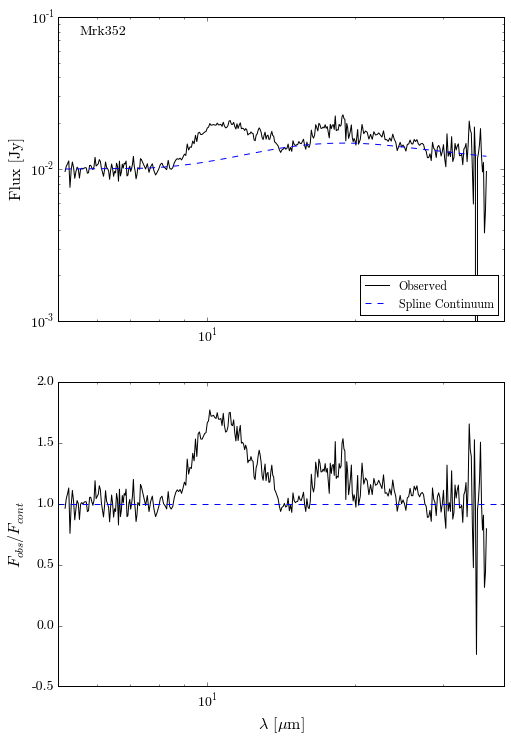 10^-1
Mrk352
Flux [Jy]
10^-2
Observed
Spline Continuum
10^-3
10^1
2.0
1.5
1.0
F_obs/F_cont
0.5
0.0
-0.5
10^1
λ [μm]